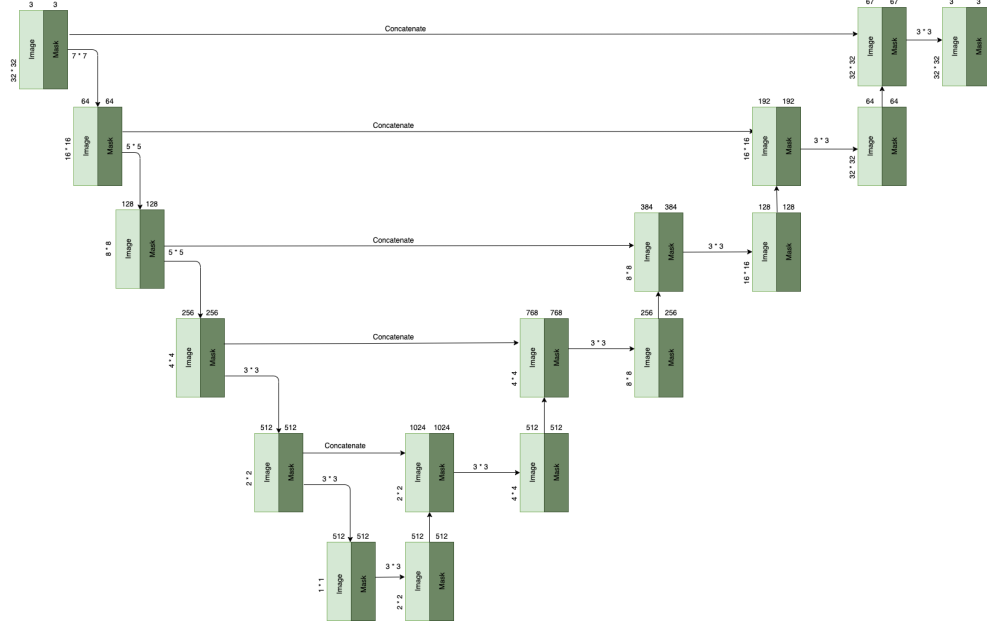 3 3
67 67
3 3
Image
Mask
32 * 32
Concatenate
7 * 7
Image
Mask
32 * 32
3 * 3
Image
Mask
32 * 32
64 64
Image
Mask
16 * 16
Concatenate
5 * 5
192 192
Image
Mask
16 * 16
3 * 3
64 64
Image
Mask
32 * 32
128 128
Image
Mask
8 * 8
Concatenate
5 * 5
384 384
Image
Mask
8 * 8
3 * 3
128 128
Image
Mask
16 * 16
256 256
Image
Mask
4 * 4
Concatenate
3 * 3
768 768
Image
Mask
4 * 4
3 * 3
256 256
Image
Mask
8 * 8
512 512
Image
Mask
2 * 2
Concatenate
3 * 3
1024 1024
Image
Mask
2 * 2
3 * 3
512 512
Image
Mask
4 * 4
512 512
Image
Mask
1 * 1
3 * 3
512 512
Image
Mask
2 * 2